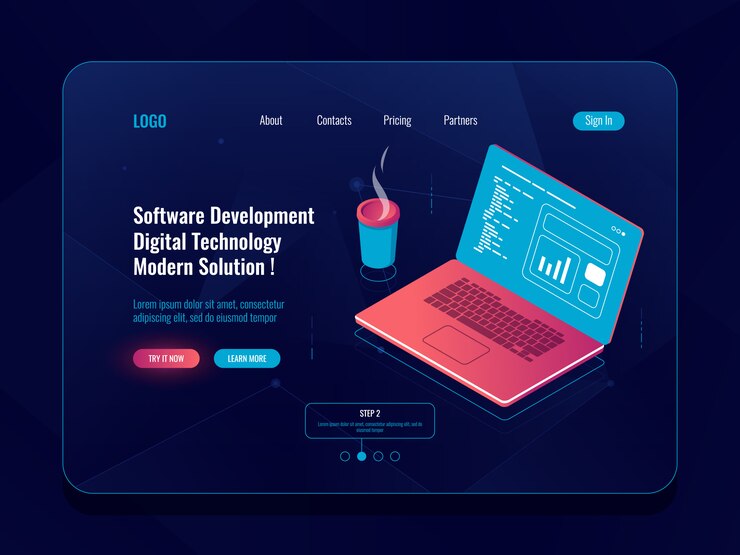 LOGO
About
Contacts
Pricing
Partners
Sign In
Software Development
Digital Technology
Modern Solution !
Lorem ipsum dolor sit amet, consectetur
adipiscing elit, sed do eiusmod tempor
TRY IT NOW
LEARN MORE
STEP 2
Lorem ipsum dolor sit amet, consectetur adipiscing elit, sed do
eiusmod tempor